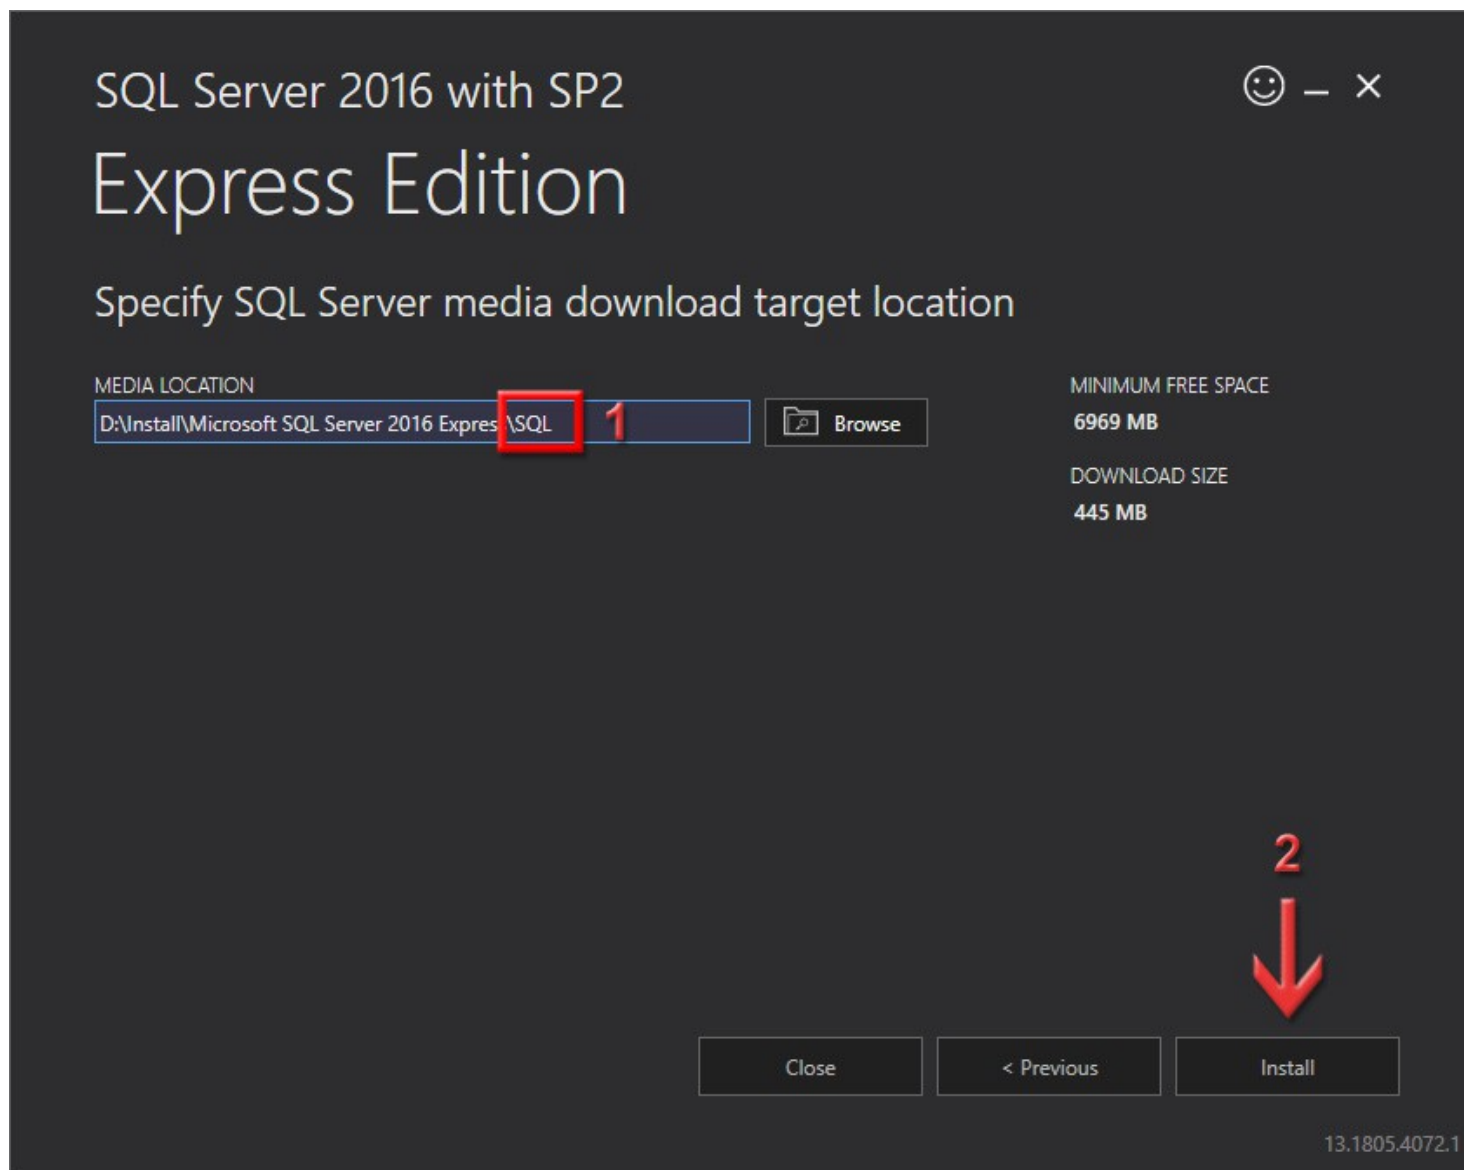 SQL Server 2016 with SP2
Express Edition
Specify SQL Server media download target location
MEDIA LOCATION
D:\Install\Microsoft SQL Server 2016 Expres\SQL
1
Browse
MINIMUM FREE SPACE
6969 MB
DOWNLOAD SIZE
445 MB
2
Close
< Previous
Install
13.1805.4072.1